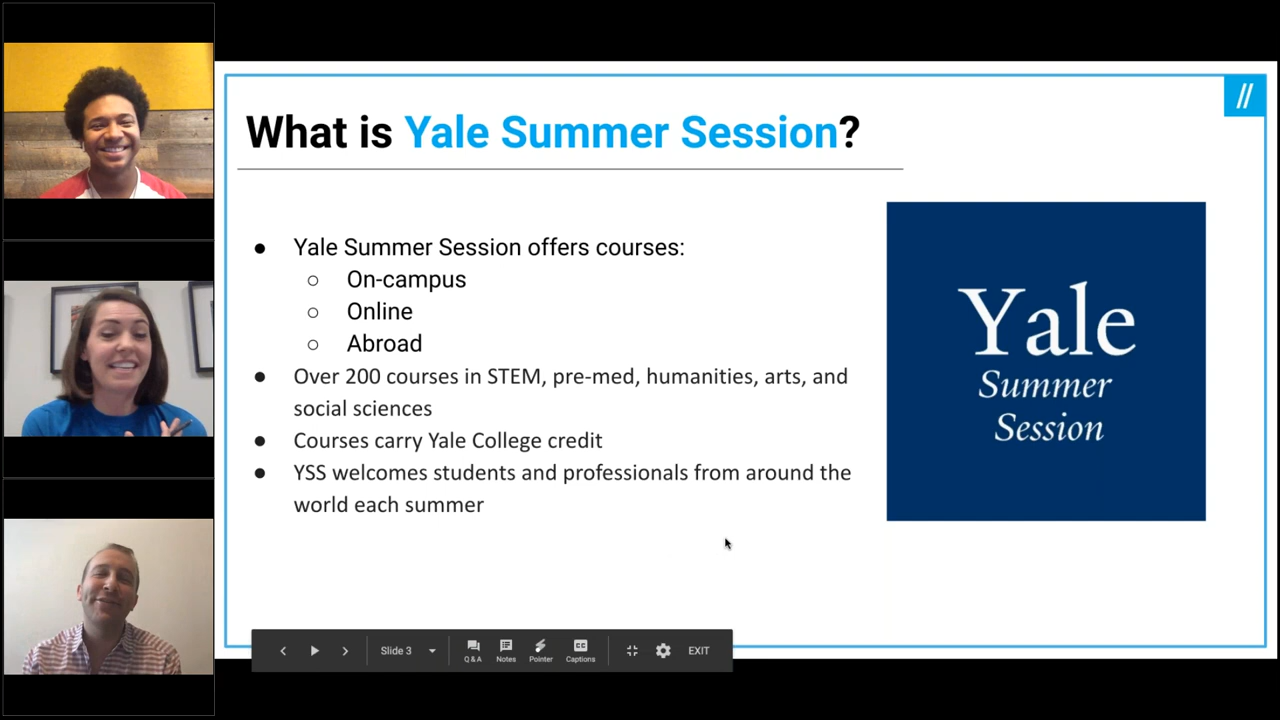 What is Yale Summer Session?
//
● Yale Summer Session offers courses:
○ On-campus
○ Online
○ Abroad
● Over 200 courses in STEM, pre-med, humanities, arts, and
social sciences
● Courses carry Yale College credit
● YSS welcomes students and professionals from around the
world each summer
Yale
Summer
Session
Slide 3
Q&A
Notes
Pointer
CC
Captions
EXIT